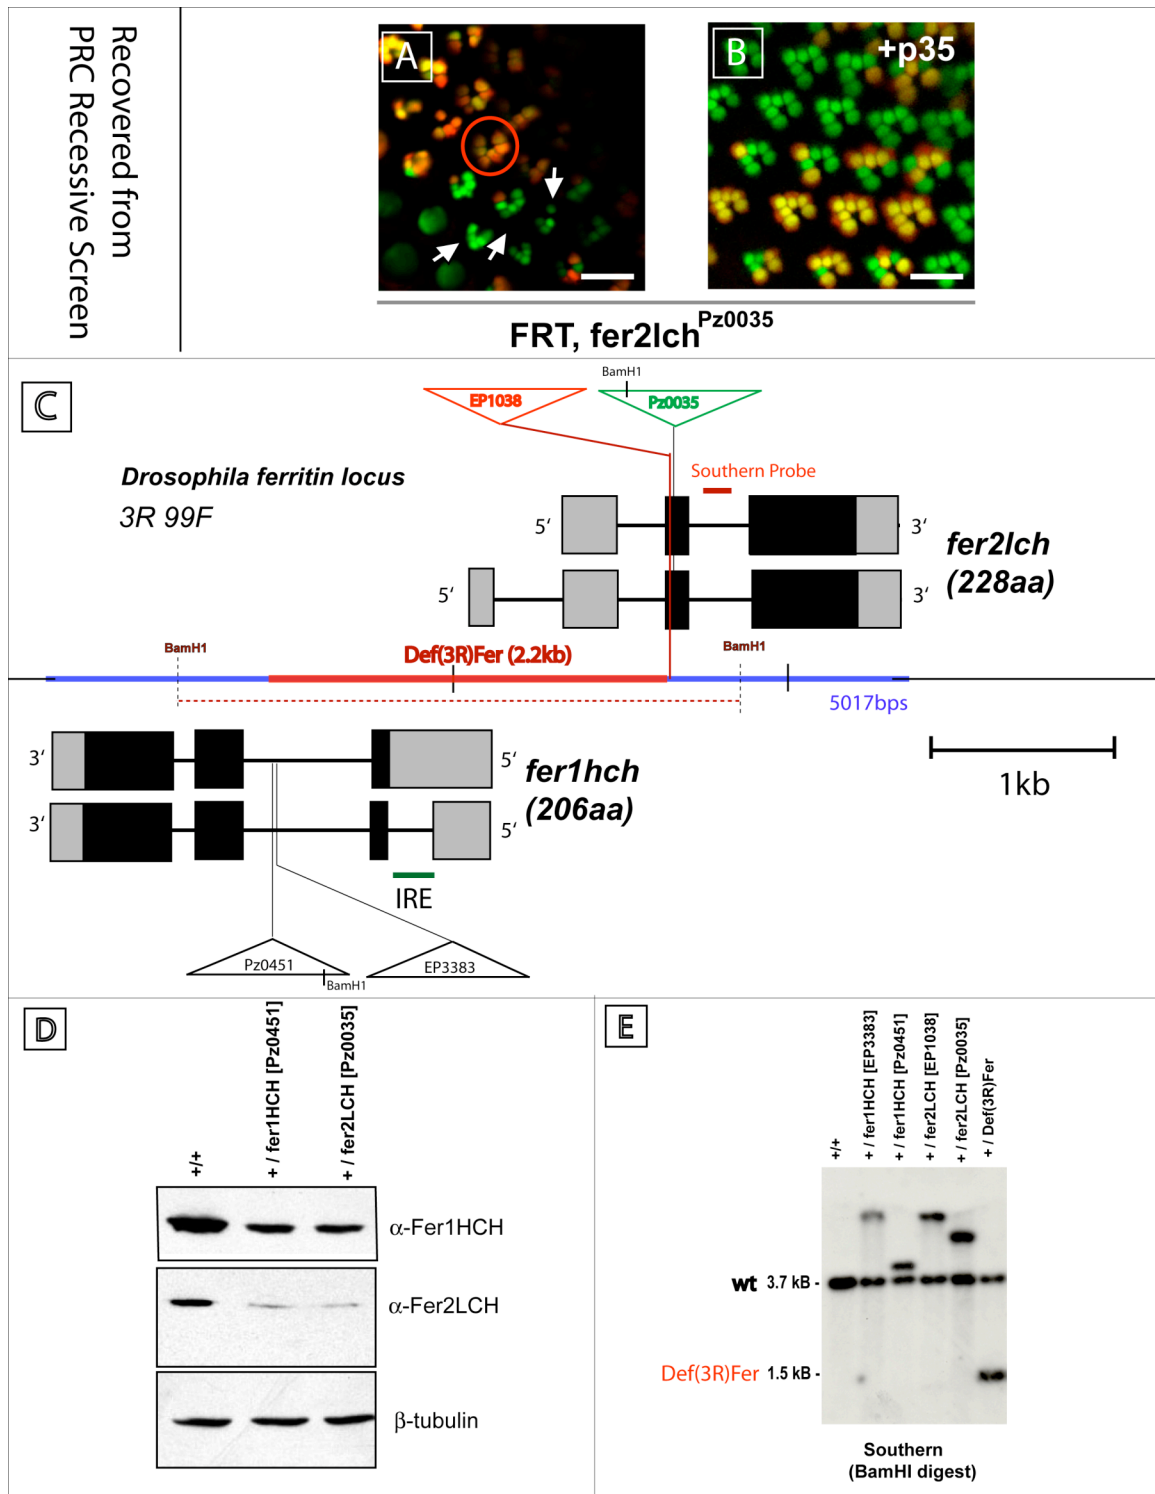 Recovered from
PRC Recessive Screen
A
B
+p35
FRT, fer2lch Pz0035
C
BamH1
EP1038
Pz0035
Southern Probe
Drosophila ferritin locus
3R 99F
5'
3'
fer2lch
(228aa)
5'
3'
BamH1
Def(3R)Fer (2.2kb)
BamH1
5017bps
3'
5'
fer1hch
(206aa)
1kb
3'
5'
IRE
Pz0451
BamH1
EP3383
D
+/+
+ / fer1HCH [Pz0451]
+ / fer2LCH [Pz0035]
α-Fer1HCH
α-Fer2LCH
β-tubulin
E
+/+
+ / fer1HCH [EP3383]
+ / fer1HCH [Pz0451]
+ / fer2LCH [EP1038]
+ / fer2LCH [Pz0035]
+ / Def(3R)Fer
wt 3.7 kB -
Def(3R)Fer 1.5 kB -
Southern
(BamHI digest)